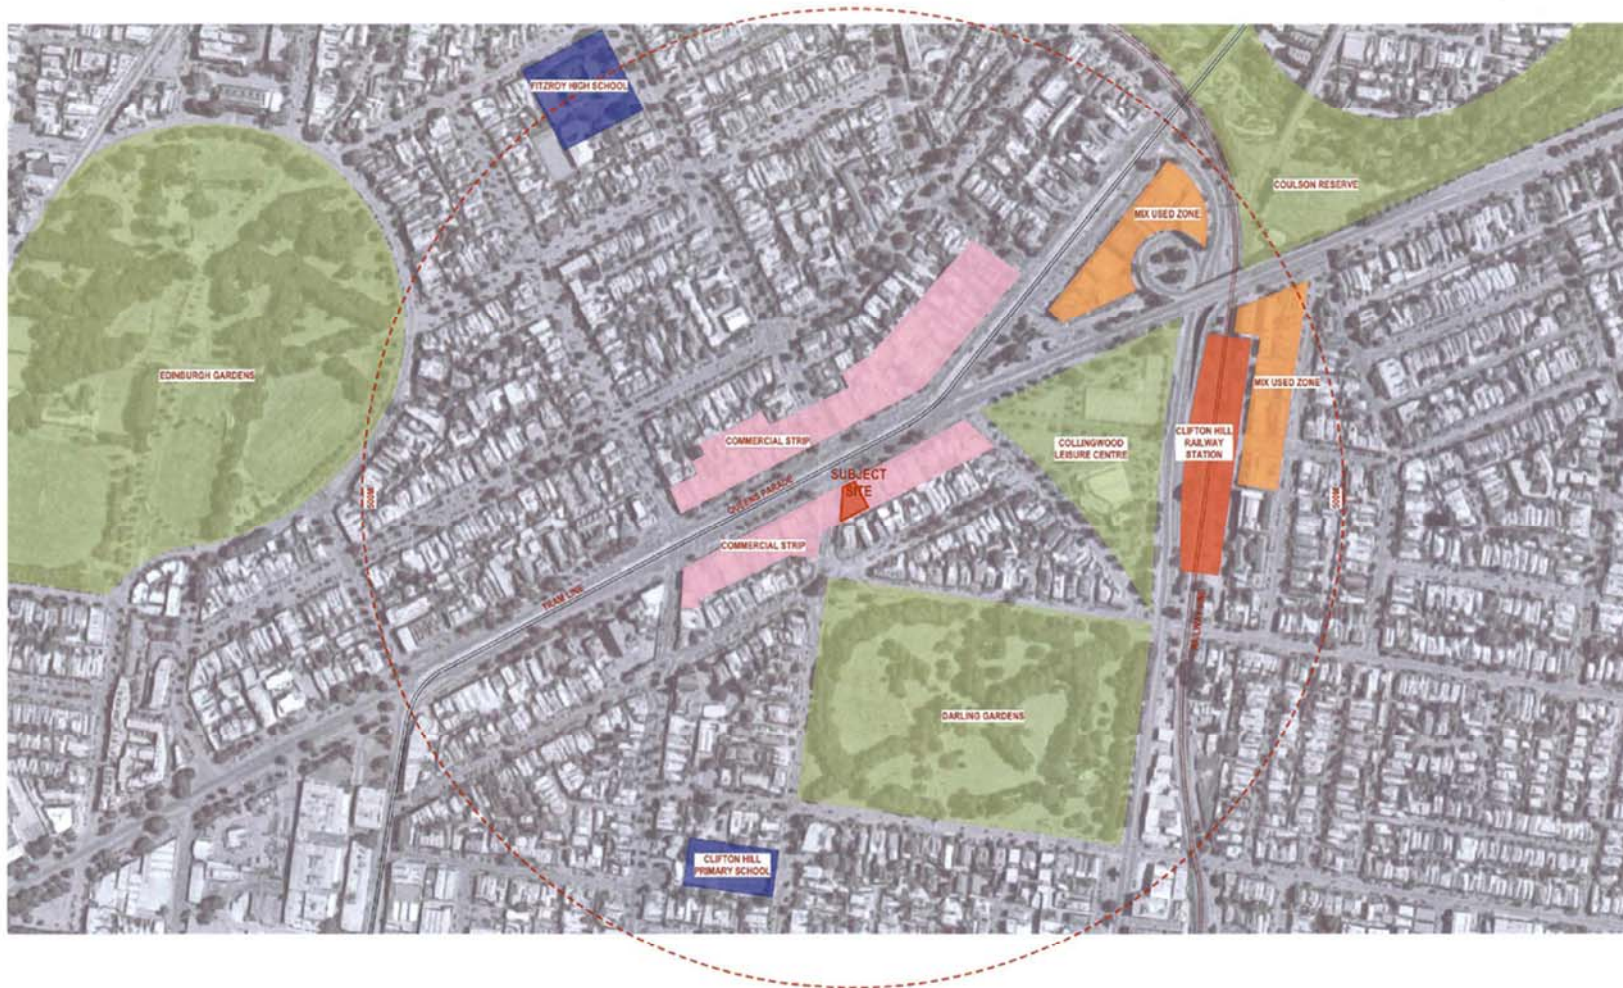 FITZROY HIGH SCHOOL
COULSON RESERVE
MIX USED ZONE
EDINBURGH GARDENS
MIX USED ZONE
COMMERCIAL STRIP
COLLINGWOOD
LEISURE CENTRE
CLIFTON HILL
RAILWAY
STATION
SUBJECT
SITE
QUEENS PARADE
COMMERCIAL STRIP
TRAM LINE
DARLING GARDENS
CLIFTON HILL
PRIMARY SCHOOL